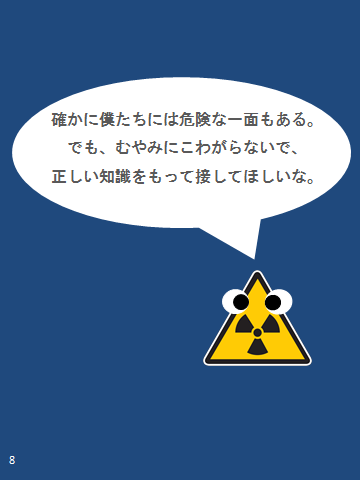 確かに僕たちには危険な一面もある。
でも、むやみにこわがらないで、
正しい知識をもって接してほしいな。
8